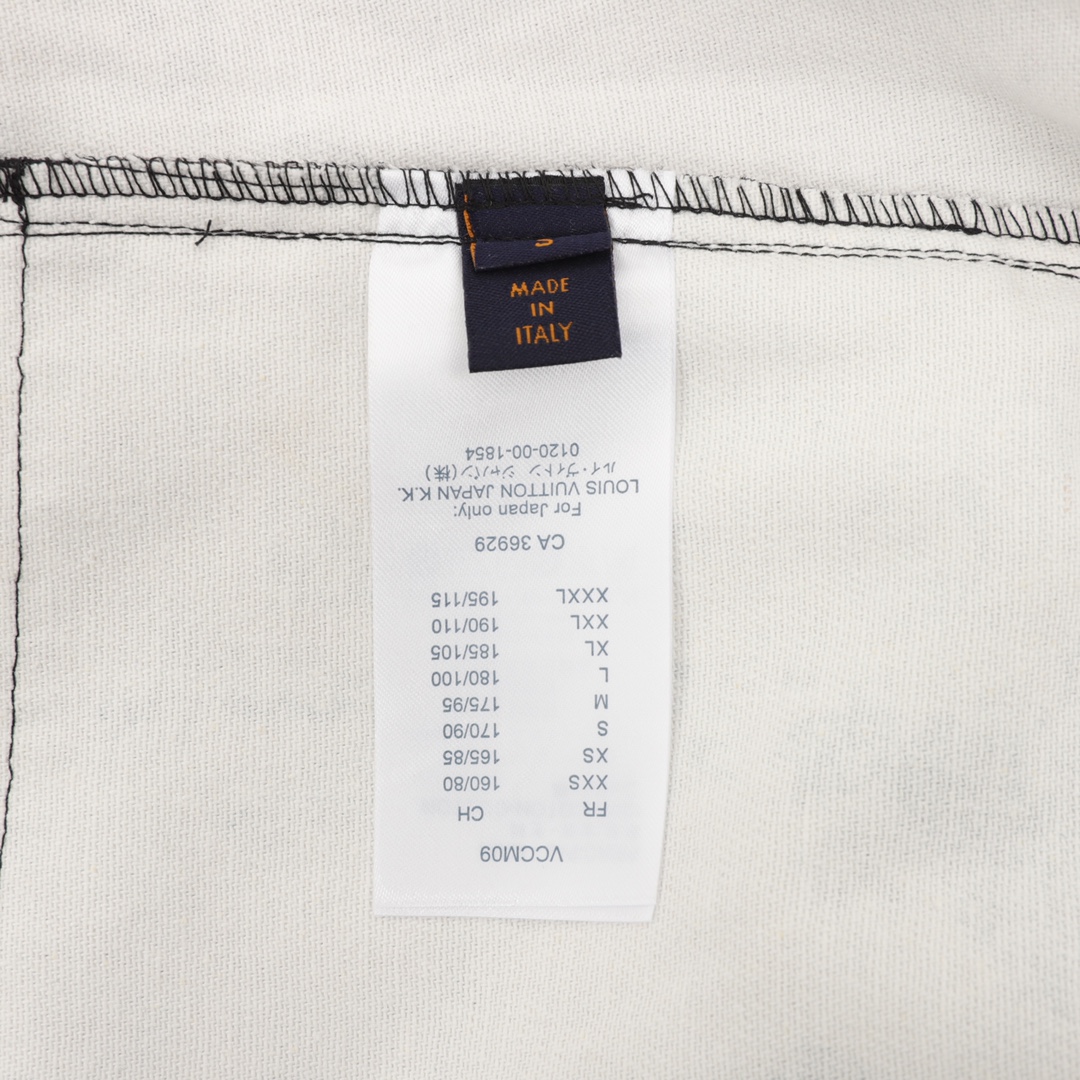 S
MADE
IN
ITALY
VCCM09
FR CH
XXS 160/80
XS 165/85
S 170/90
M 175/95
L 180/100
XL 185/105
XXL 190/110
XXXL 195/115
CA 36929
For Japan only:
LOUIS VUITTON JAPAN K.K.
ルイ・ヴィトン ジャパン(株)
0120-00-1854